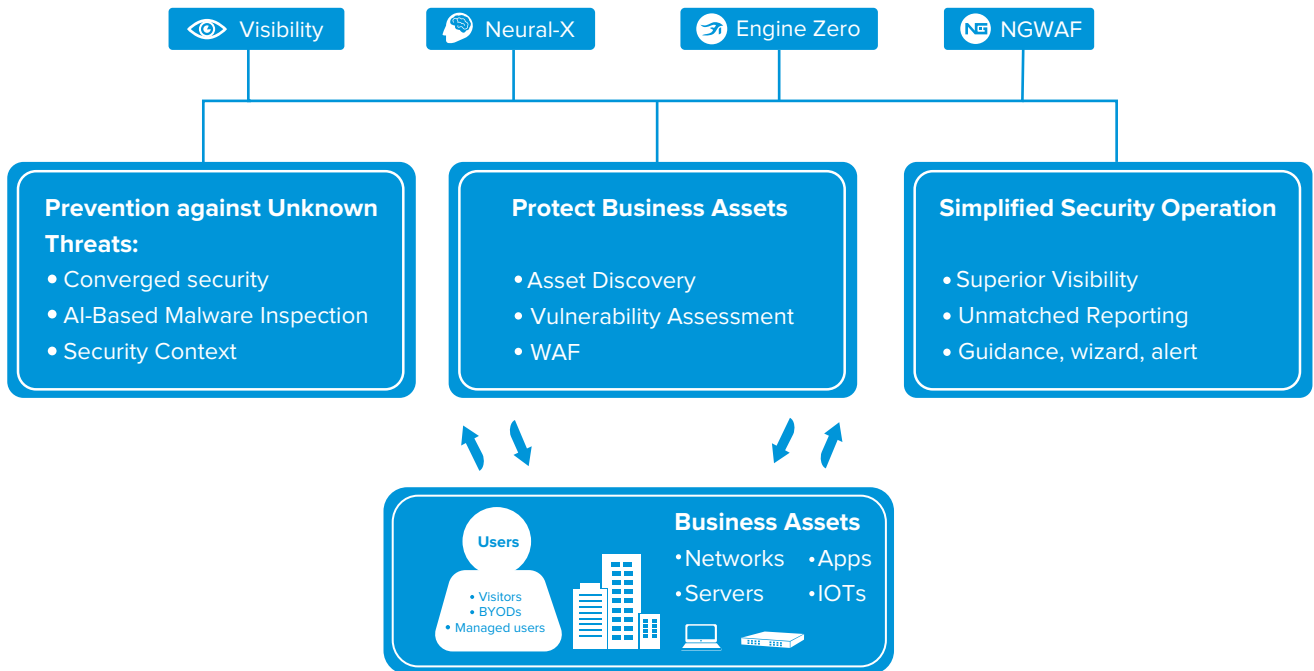 Visibility
Neural-X
Engine Zero
NG NGWAF
Prevention against Unknown
Threats:
• Converged security
• AI-Based Malware Inspection
• Security Context
Protect Business Assets
• Asset Discovery
• Vulnerability Assessment
• WAF
Simplified Security Operation
• Superior Visibility
• Unmatched Reporting
• Guidance, wizard, alert
Users
• Visitors
• BYODs
• Managed users
Business Assets
•Networks •Apps
•Servers •IOTs